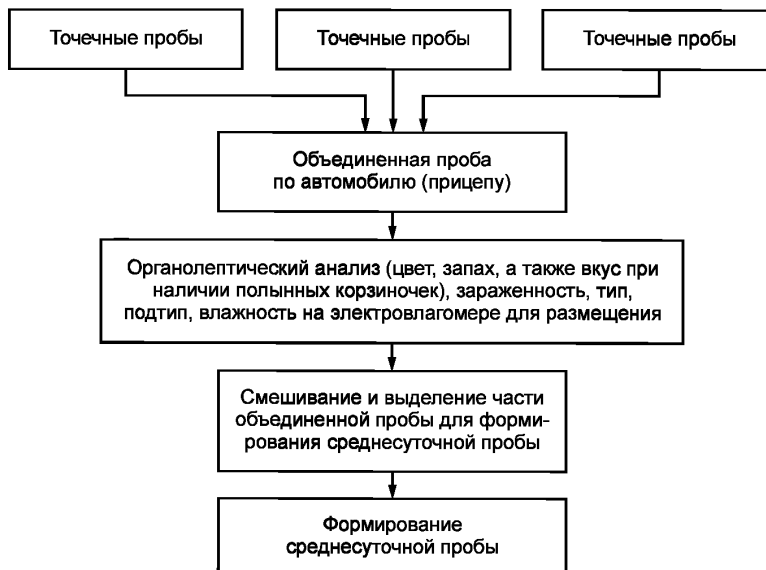 Точечные пробы
Точечные пробы
Точечные пробы
Объединенная проба
по автомобилю (прицепу)
Органолептический анализ (цвет, запах, а также вкус при
наличии полынных корзиночек), зараженность, тип,
подтип, влажность на электровлагомере для размещения
Смешивание и выделение части
объединенной пробы для форми-
рования среднесуточной пробы
Формирование
среднесуточной пробы